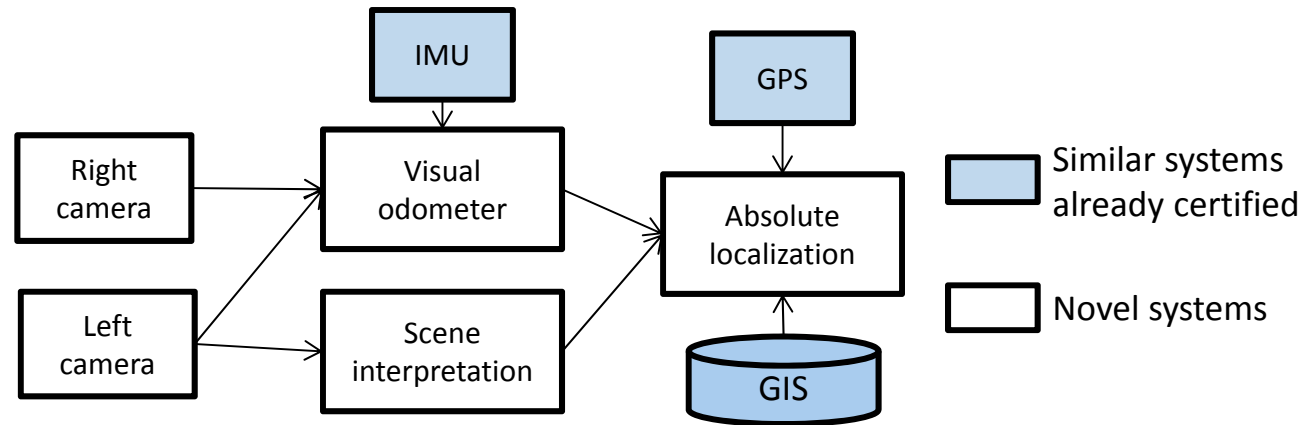 IMU
GPS
Right
camera
Visual
odometer
Absolute
localization
Similar systems
already certified
Left
camera
Scene
interpretation
Novel systems
GIS